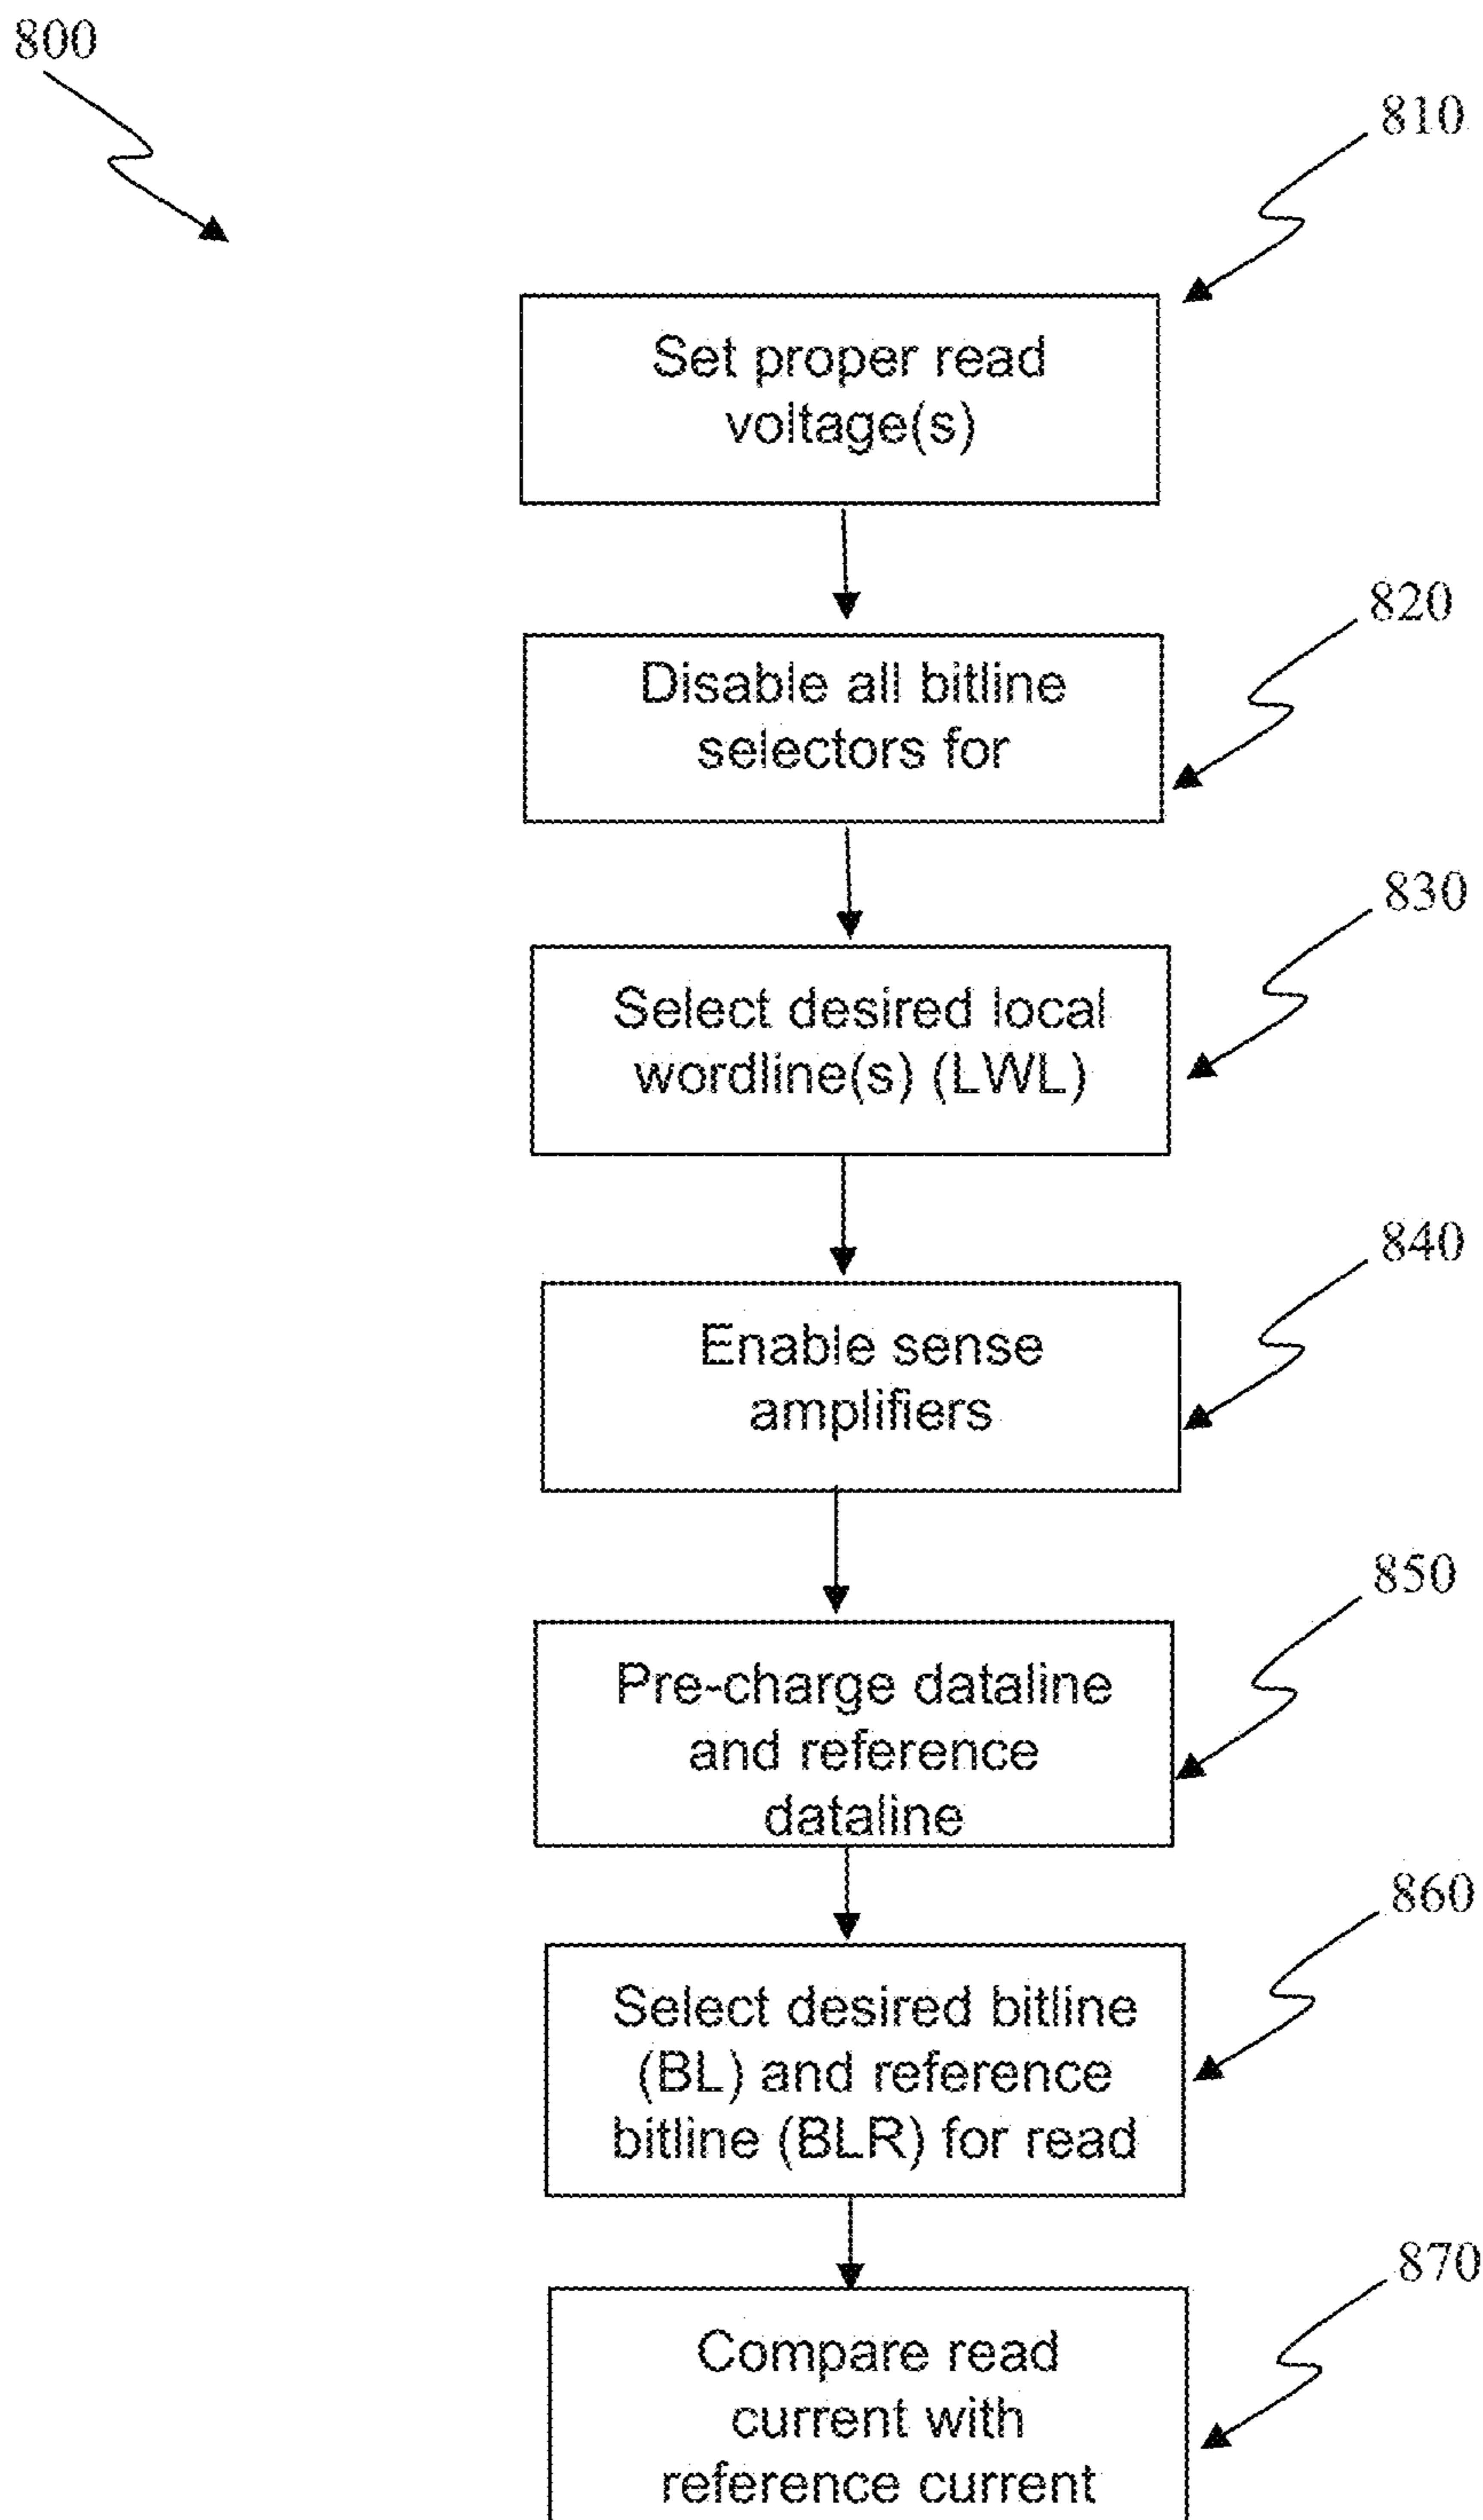 800
810
Set proper read
voltage(s)
820
Disable all bitline
selectors for
830
Select desired local
wordline(s) (LWL)
840
Enable sense
amplifiers
850
Pre-charge dataline
and reference
dataline
860
Select desired bitline
(BL) and reference
bitline (BLR) for read
870
Compare read
current with
reference current